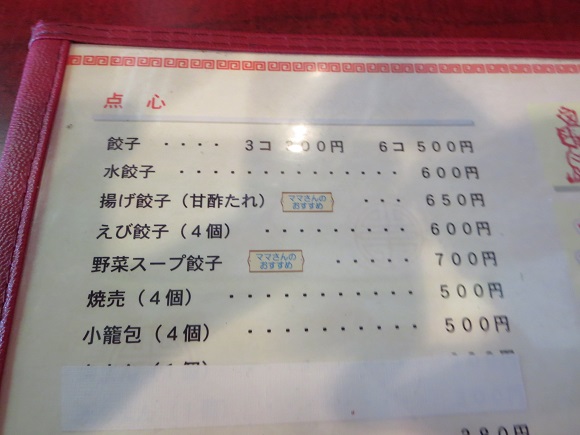 点心
餃子 ・・・・ 3コ 300円 6コ 500円
水餃子 ・・・・・・・・・・・・ 600円
揚げ餃子(甘酢たれ) ママさんのおすすめ ・・・ 650円
えび餃子(4個) ・・・・・・・・・ 600円
野菜スープ餃子 ママさんのおすすめ ・・・・・ 700円
焼売(4個) ・・・・・・・・・・・ 500円
小籠包(4個) ・・・・・・・・・・ 500円